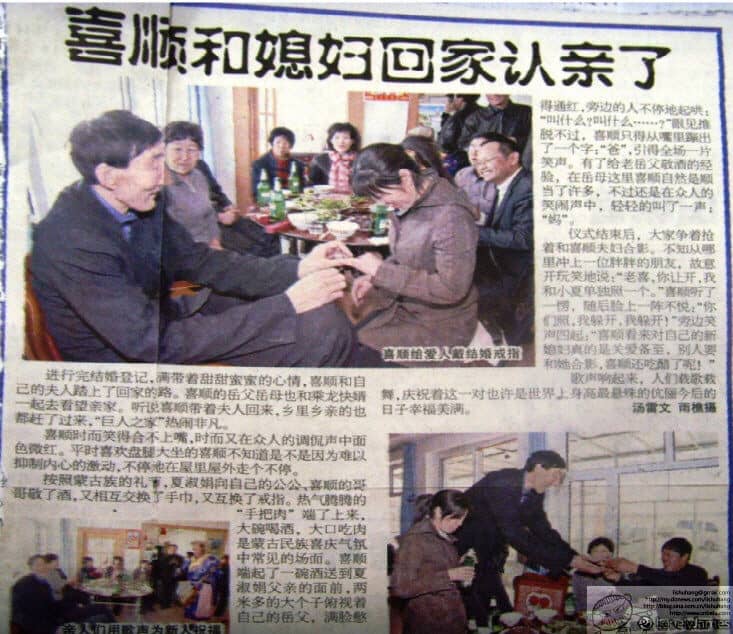 喜顺和媳妇回家认亲了
喜顺给爱人戴结婚戒指
进行完结婚登记,满带着甜甜蜜蜜的心情,喜顺和自
己的夫人踏上了回家的路。喜顺的岳父岳母也和乘龙快婿
一起去看望亲家。听说喜顺带着夫人回来,乡里乡亲的也
都赶了过来,“巨人之家”热闹非凡。
喜顺时而笑得合不上嘴,时而又在众人的调侃声中面
色微红。平时喜欢盘腿大坐的喜顺不知道是不是因为难以
抑制内心的激动,不停地在屋里屋外走个不停。
按照蒙古族的礼节,夏淑娟向自己的公公、喜顺的哥
哥敬了酒,又相互交换了手巾,又互换了戒指。热气腾腾的
“手把肉”端了上来,
大碗喝酒,大口吃肉
是蒙古民族喜庆气氛
中常见的场面。喜顺
端起了一碗酒送到夏
淑娟父亲的面前,两
米多的大个子俯视着
自己的岳父,满脸憋
得通红,旁边的人不停地起哄:
“叫什么?叫什么……?”眼见推
脱不过,喜顺只得从嘴里蹦出
了一个字:“爸”,引得全场一片
笑声。有了给老岳父敬酒的经
验,在岳母这里喜顺自然是顺
当了许多,不过还是在众人的
笑闹声中,轻轻的叫了一声:
“妈”。
仪式结束后,大家争着抢
着和喜顺夫妇合影。不知从哪
里冲上一位胖胖的朋友,故意
开玩笑地说:“老喜,你让开,我
和小夏单独照一个。”喜顺听了
一愣,随后脸上一阵不悦:“你
们照,我躲开,我躲开!”旁边笑
声四起:“喜顺看来对自己的新
媳妇真的是关爱备至,别人要
和她合影,喜顺还吃醋了呢!”
歌声响起来,人们载歌载
舞,庆祝着这一对也许是世界上身高最悬殊的伉俪今后的
日子幸福美满。
汤雷文 雨樵摄
亲人们用歌声为新人祝福